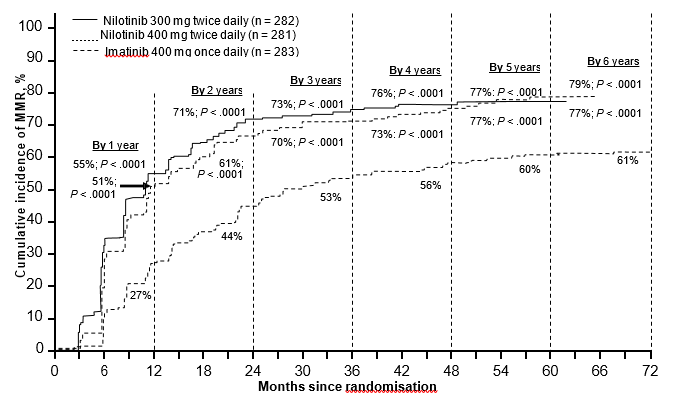 Nilotinib 300 mg twice daily (n = 282)
Nilotinib 400 mg twice daily (n = 281)
Imatinib 400 mg once daily (n = 283)
Cumulative incidence of MMR, %
100
90
80
70
60
50
40
30
20
10
0
By 1 year
55%; P < .0001
51%;
P < .0001
27%
By 2 years
71%; P < .0001
61%;
P < .0001
44%
By 3 years
73%; P < .0001
70%; P < .0001
53%
By 4 years
76%; P < .0001
73%; P < .0001
56%
By 5 years
77%; P < .0001
77%; P < .0001
60%
By 6 years
79%; P < .0001
77%; P < .0001
61%
0 6 12 18 24 30 36 42 48 54 60 66 72
Months since randomisation